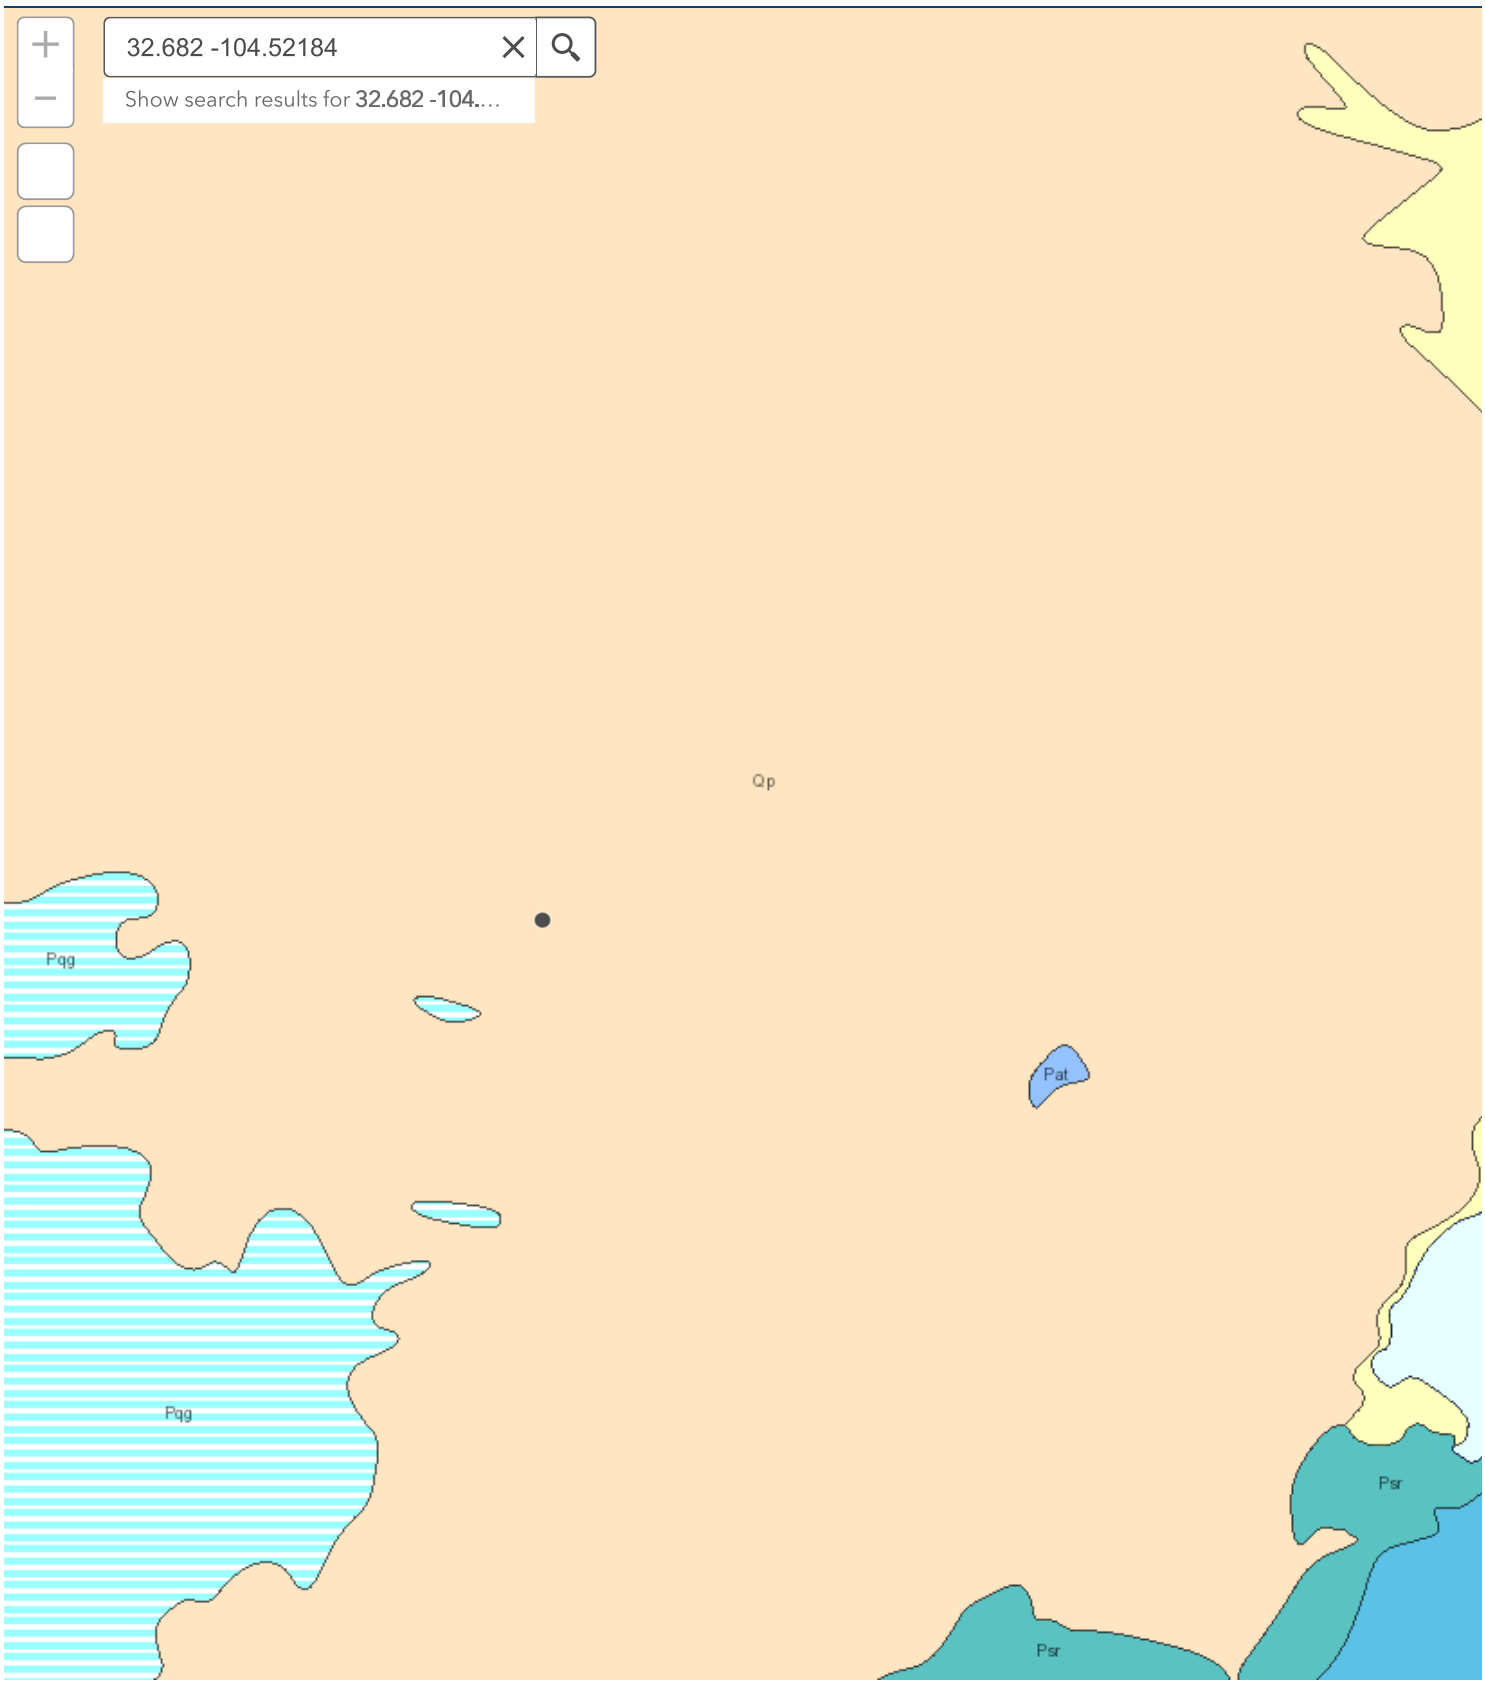 32.682 -104.52184
Show search results for 32.682 -104....
Qp
Pqg
Pat
Pqg
Psr
Psr